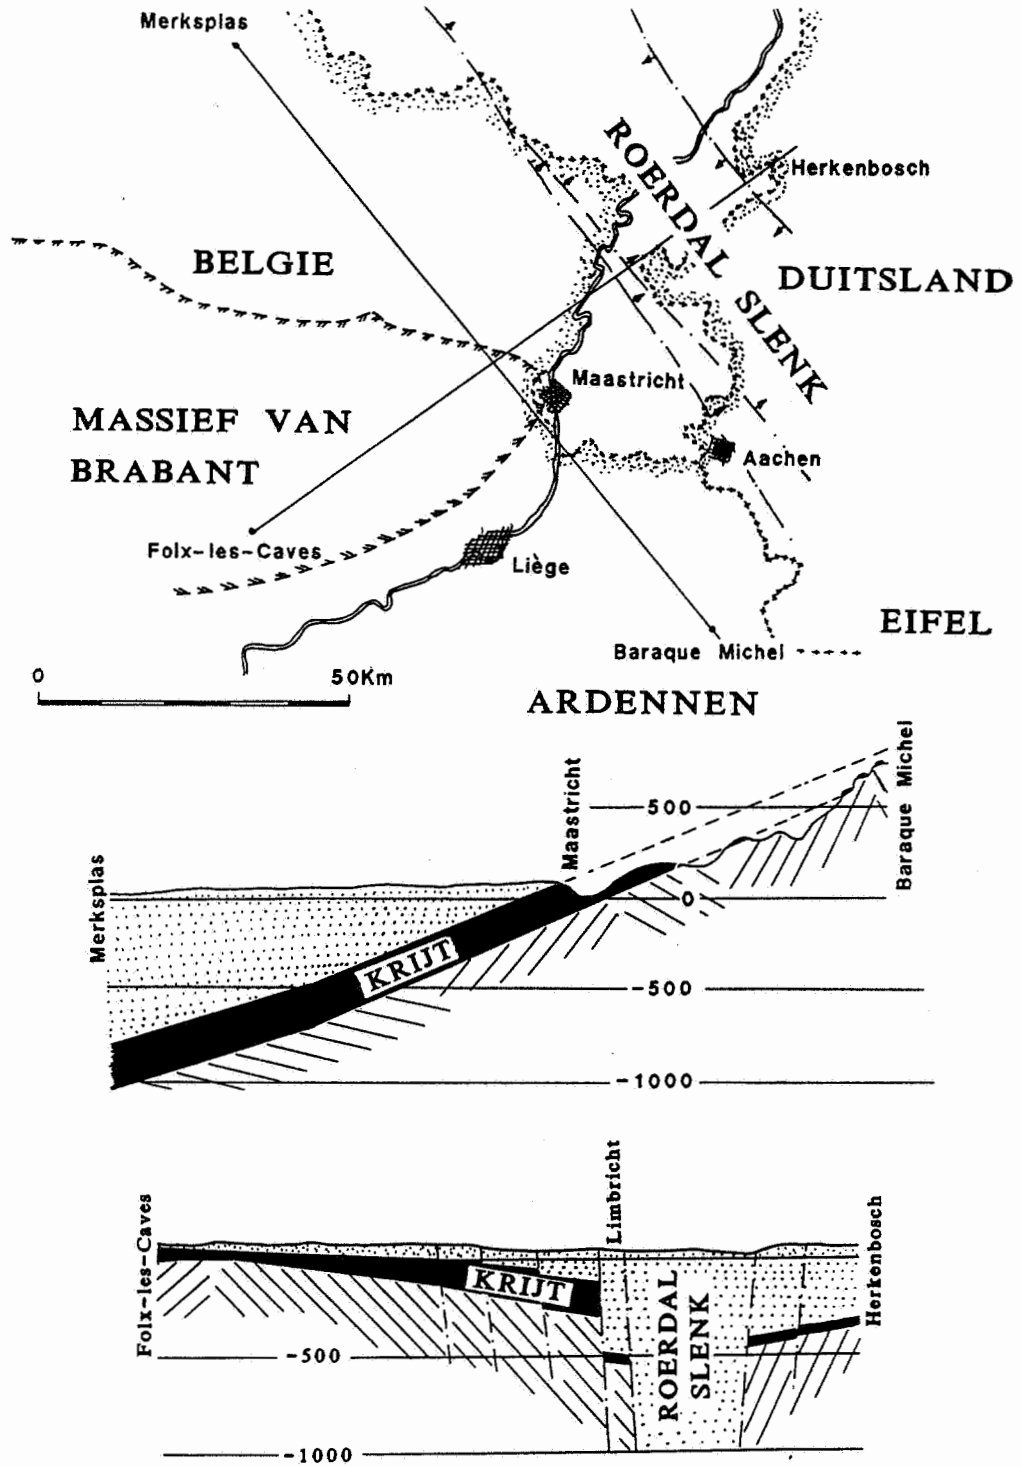 Merksplas
ROERDAL SLENK
Herkenbosch
BELGIE
DUITSLAND
Maastricht
MASSIEF VAN
BRABANT
Aachen
Folx-les-Caves
Liège
EIFEL
Baraque Michel
0 50Km
ARDENNEN
Merksplas
Maastricht
Baraque Michel
500
0
KRIJT
-500
-1000
Folx-les-Caves
Limbricht
Herkenbosch
KRIJT
ROERDAL
SLENK
-500
-1000